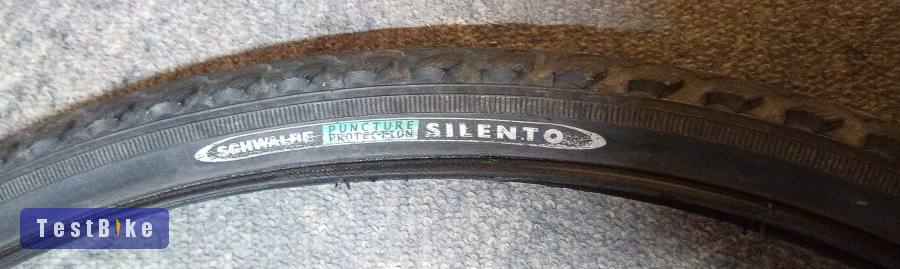 SCHWALBE PUNCTURE PROTECTION SILENTO
TestBike